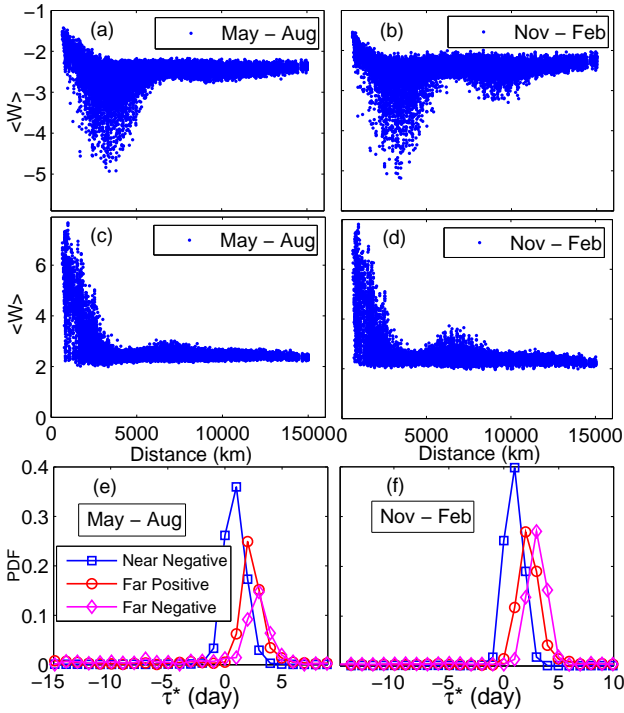 (a)
May − Aug
(b)
Nov − Feb
−1
−2
−3
−4
−5
<W>
(c)
May − Aug
(d)
Nov − Feb
6
4
2
0
<W>
0
5000
10000
15000
0
5000
10000
15000
Distance (km)
Distance (km)
(e)
May − Aug
(f)
Nov − Feb
0.4
0.3
0.2
0.1
0
PDF
Near Negative
Far Positive
Far Negative
−15
−10
−5
0
5
−10
−5
0
5
10
τ* (day)
τ* (day)